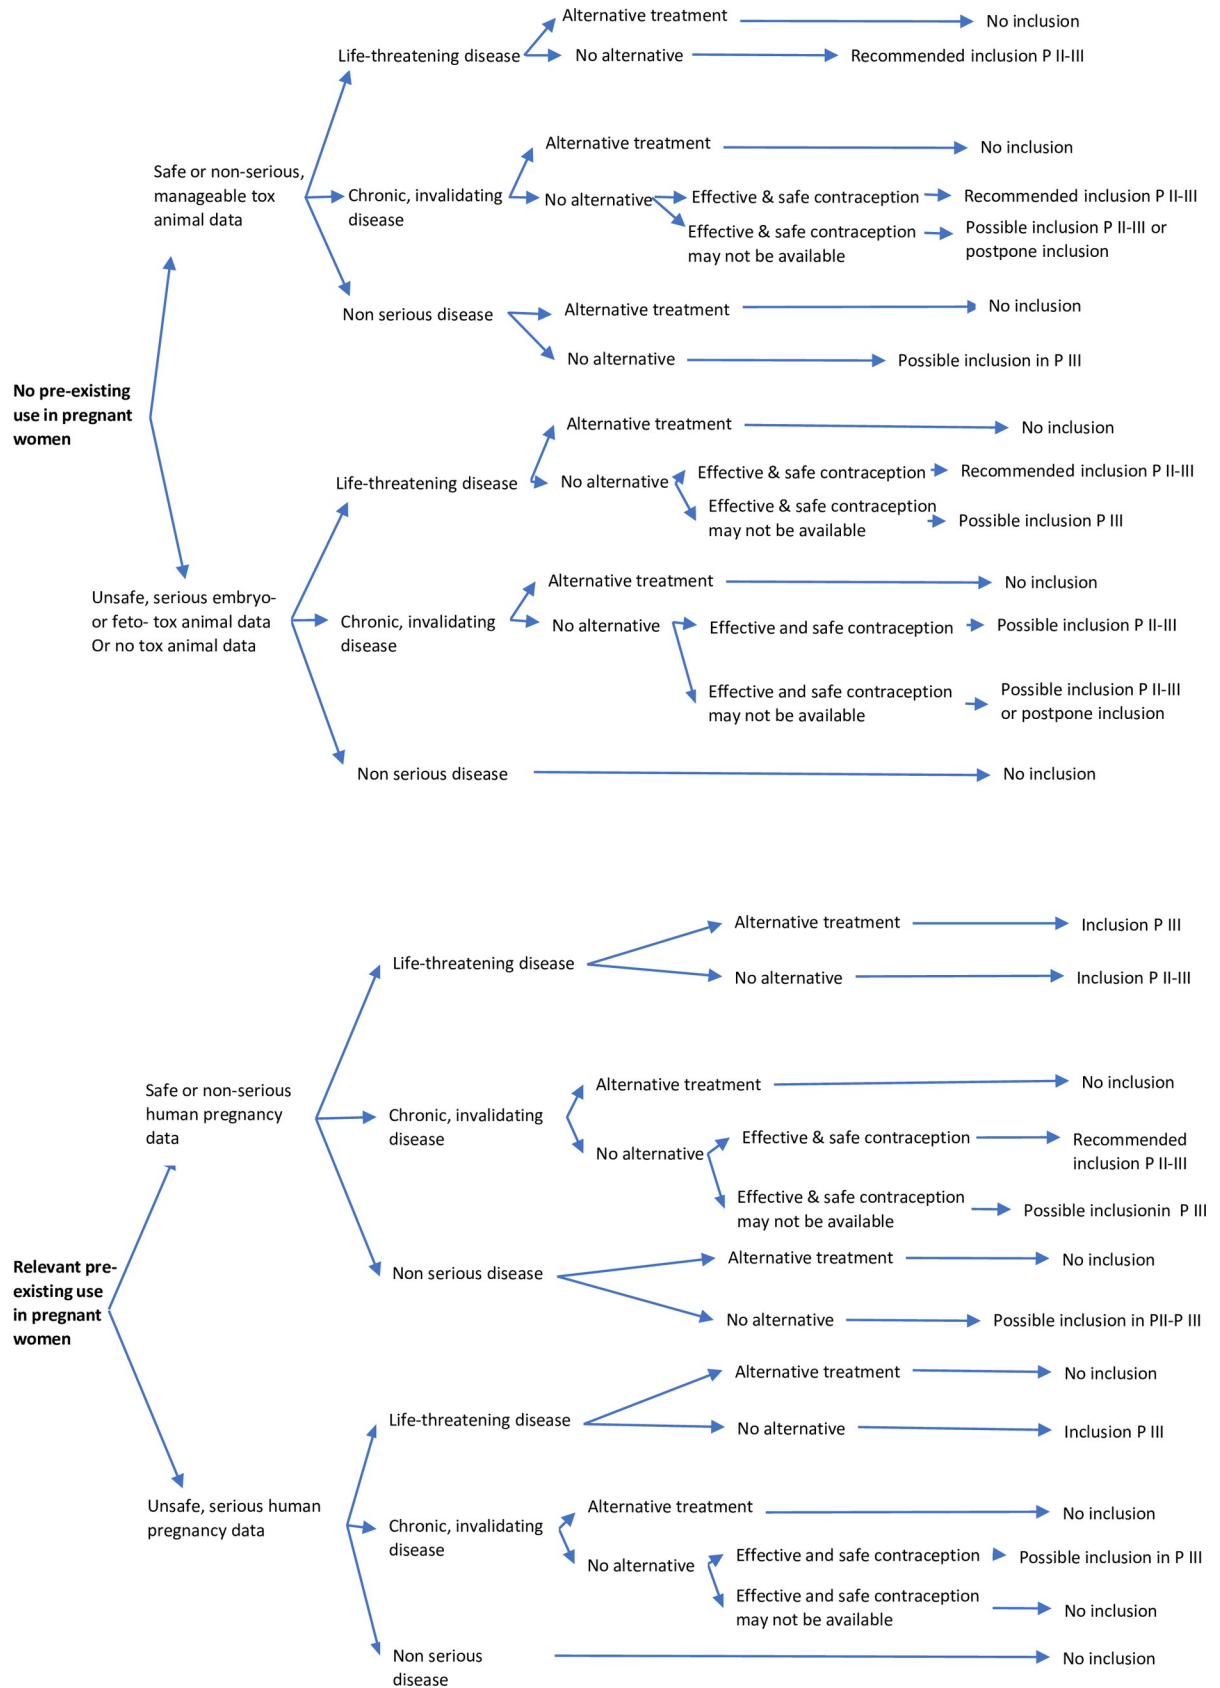 Alternative treatment
No inclusion
Life-threatening disease
No alternative
Recommended inclusion P II-III
Safe or non-serious,
manageable tox
animal data
Chronic, invalidating
disease
Alternative treatment
No inclusion
No alternative
Effective & safe contraception
Recommended inclusion P II-III
Effective & safe contraception
may not be available
Possible inclusion P II-III or
postpone inclusion
Non serious disease
Alternative treatment
No inclusion
No alternative
Possible inclusion in P III
No pre-existing
use in pregnant
women
Alternative treatment
No inclusion
Life-threatening disease
No alternative
Effective & safe contraception
Recommended inclusion P II-III
Effective & safe contraception
may not be available
Possible inclusion P III
Unsafe, serious embryo-
or feto- tox animal data
Or no tox animal data
Chronic, invalidating
disease
Alternative treatment
No inclusion
No alternative
Effective and safe contraception
Possible inclusion P II-III
Effective and safe contraception
may not be available
Possible inclusion P II-III
or postpone inclusion
Non serious disease
No inclusion
Alternative treatment
Inclusion P III
Life-threatening disease
No alternative
Inclusion P II-III
Safe or non-serious
human pregnancy
data
Chronic, invalidating
disease
Alternative treatment
No inclusion
No alternative
Effective & safe contraception
Recommended
inclusion P II-III
Effective & safe contraception
may not be available
Possible inclusionin P III
Non serious disease
Alternative treatment
No inclusion
No alternative
Possible inclusion in PII-P III
Relevant pre-
existing use
in pregnant
women
Alternative treatment
No inclusion
Life-threatening disease
No alternative
Inclusion P III
Unsafe, serious human
pregnancy data
Chronic, invalidating
disease
Alternative treatment
No inclusion
No alternative
Effective and safe contraception
Possible inclusion in P III
Effective and safe contraception
may not be available
No inclusion
Non serious
disease
No inclusion